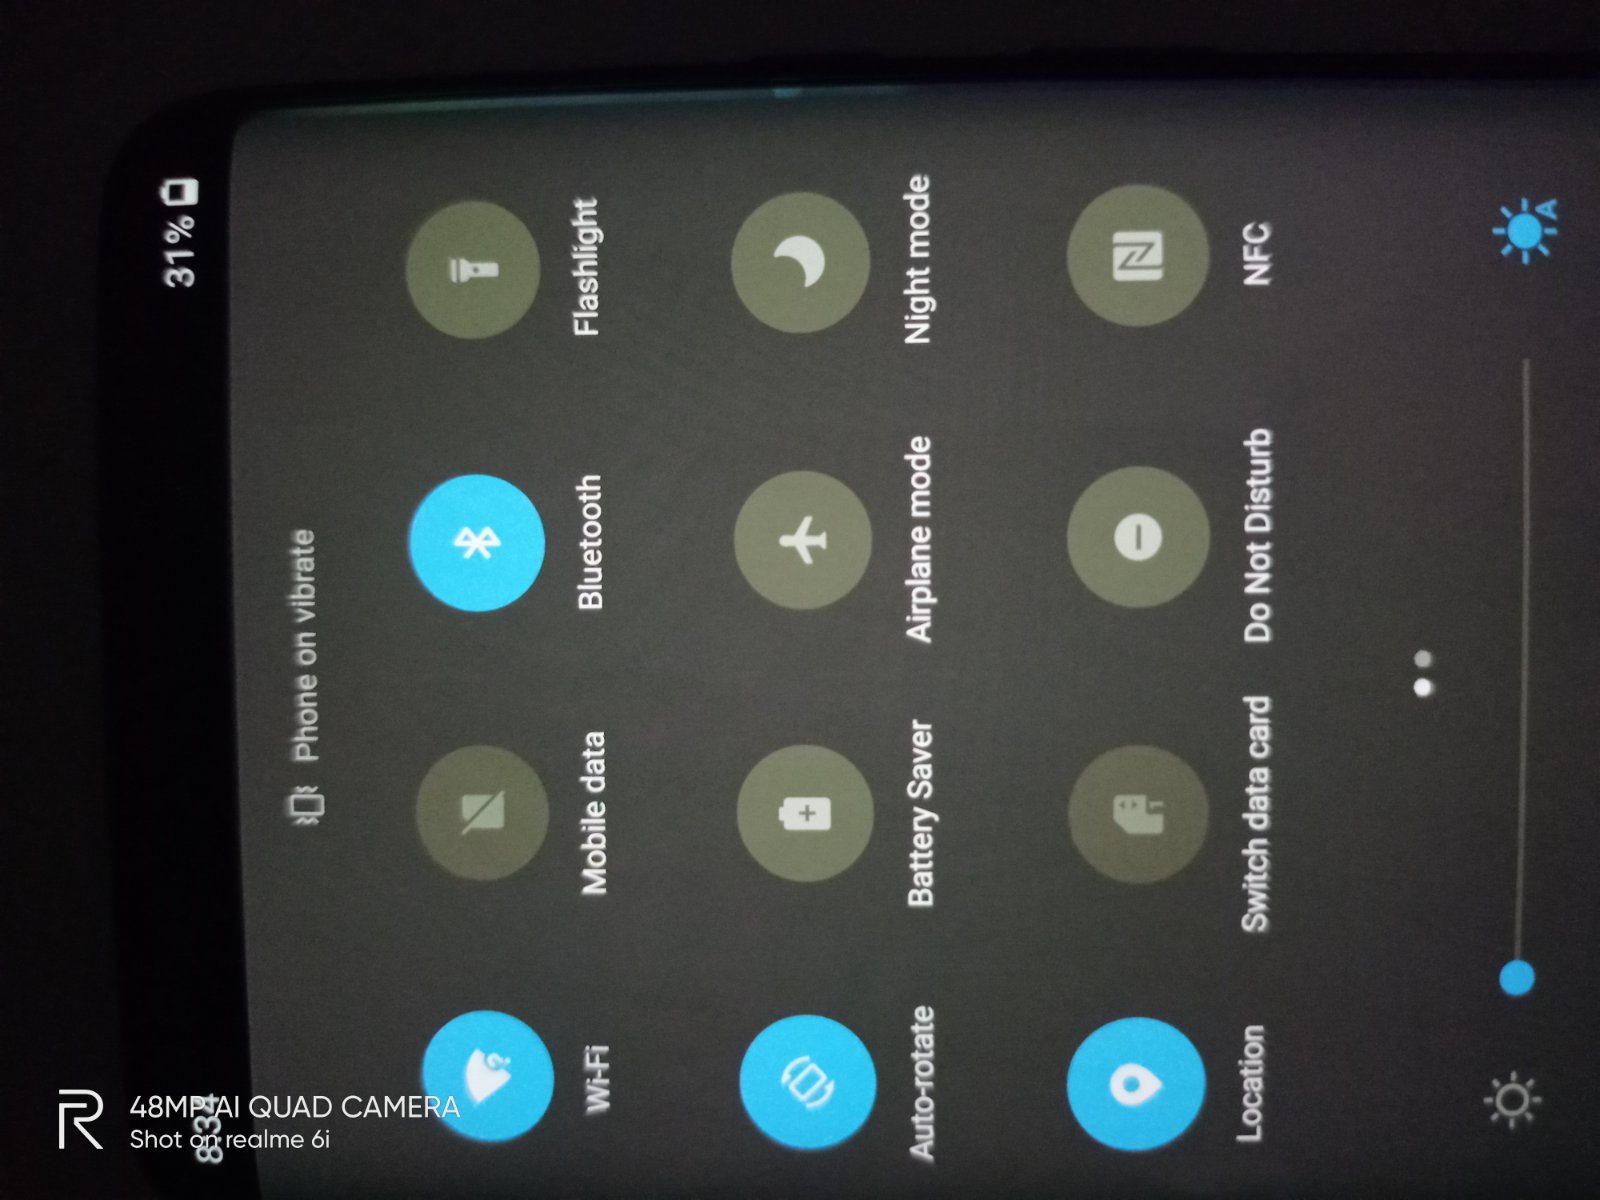 8:34 31%
Phone on vibrate
Wi-Fi Mobile data Bluetooth Flashlight
Auto-rotate Battery Saver Airplane mode Night mode
Location Switch data card Do Not Disturb NFC
A
48MP AI QUAD CAMERA
Shot on realme 6i